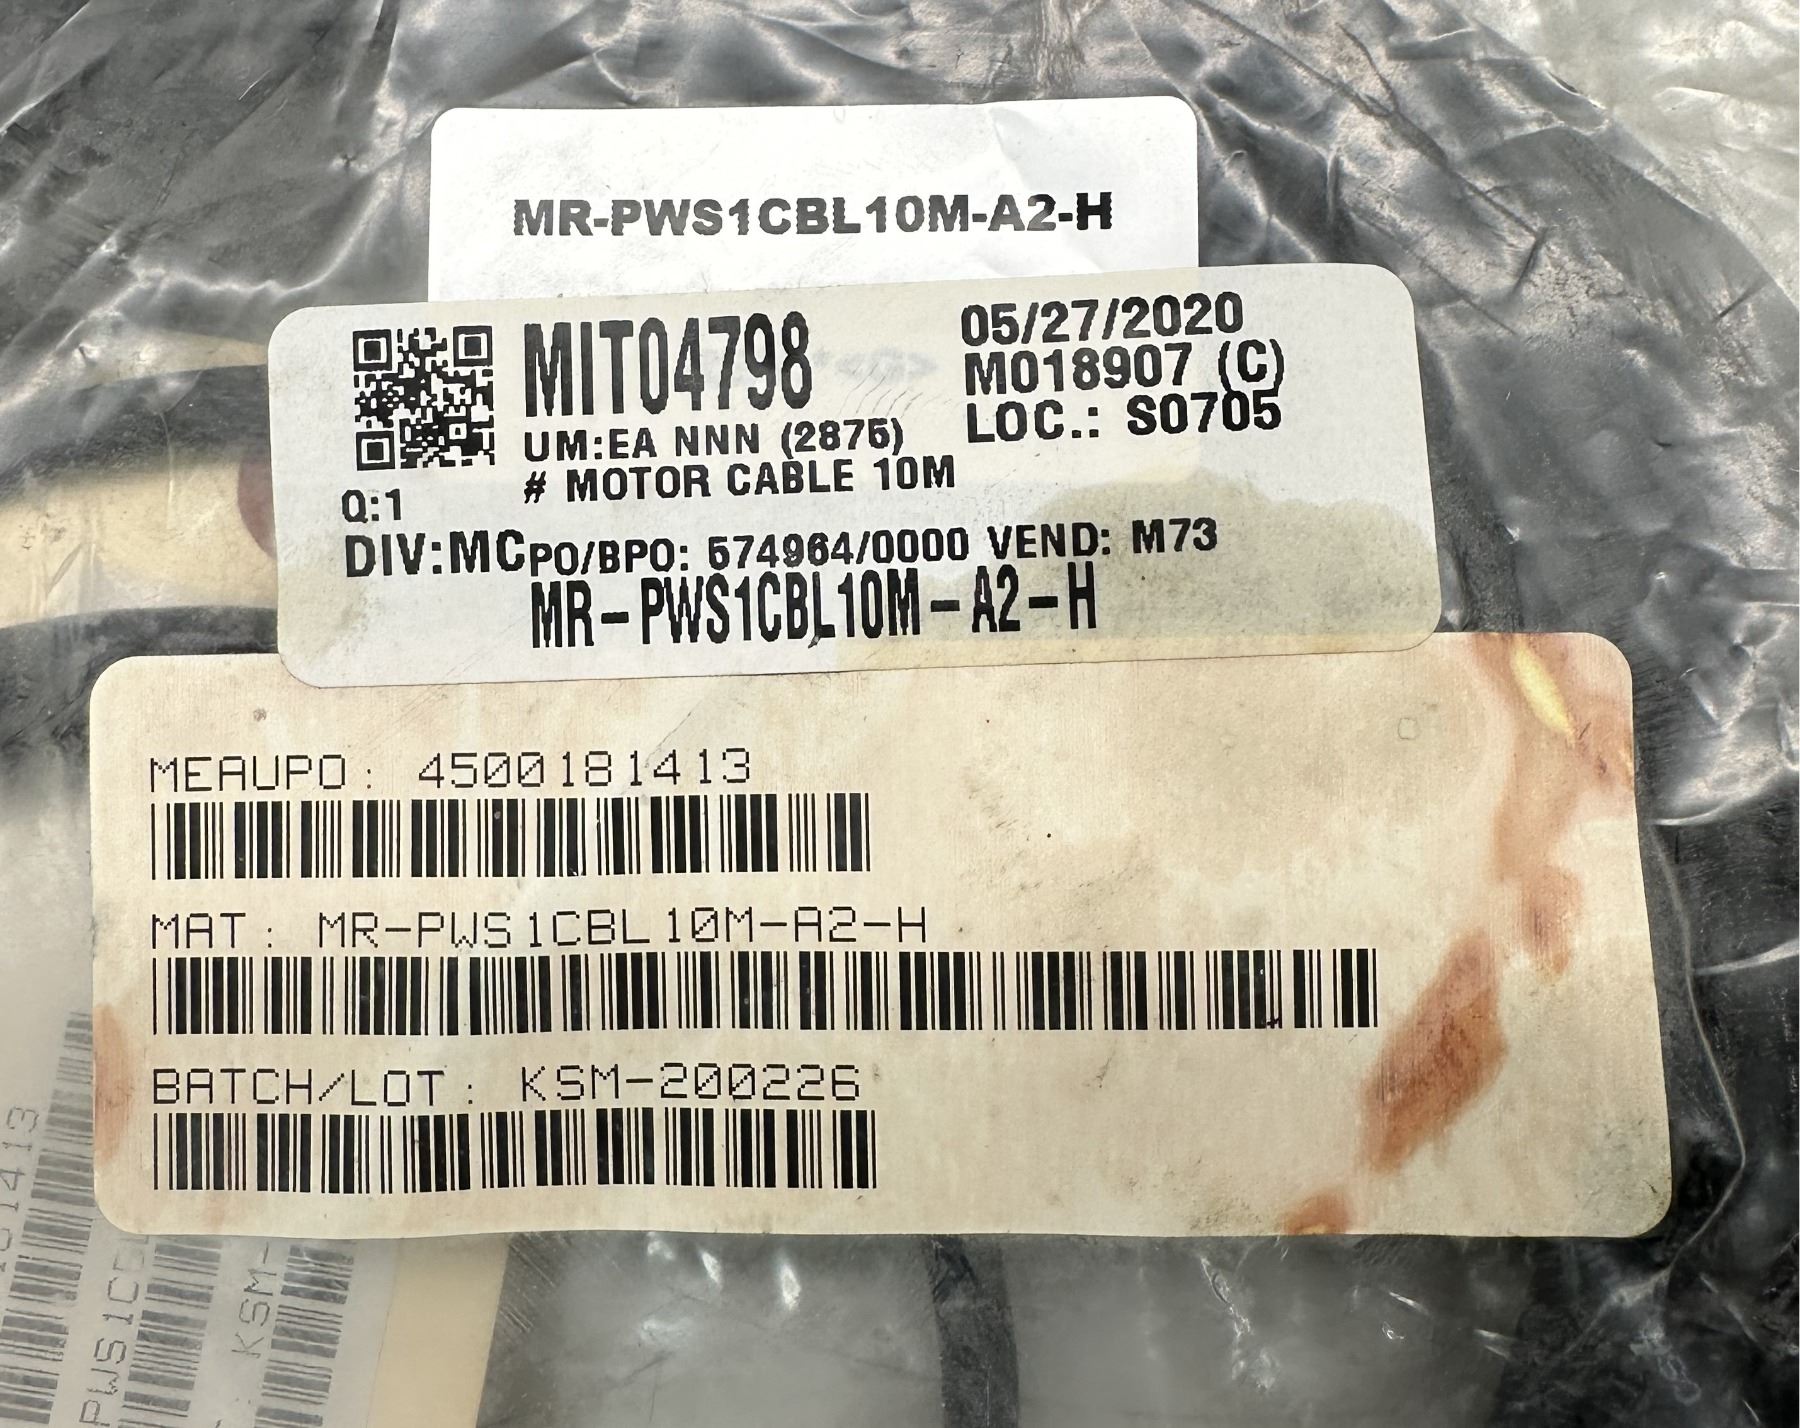 MR-PWS1CBL10M-A2-H
MIT04798
05/27/2020
M018907 (C)
LOC.: S0705
UM:EA NNN (2875)
# MOTOR CABLE 10M
Q:1
DIV:MC PO/BPO: 574964/0000 VEND: M73
MR-PWS1CBL10M-A2-H
MEAUPO: 4500181413
MAT: MR-PWS1CBL10M-A2-H
BATCH/LOT: KSM-200226